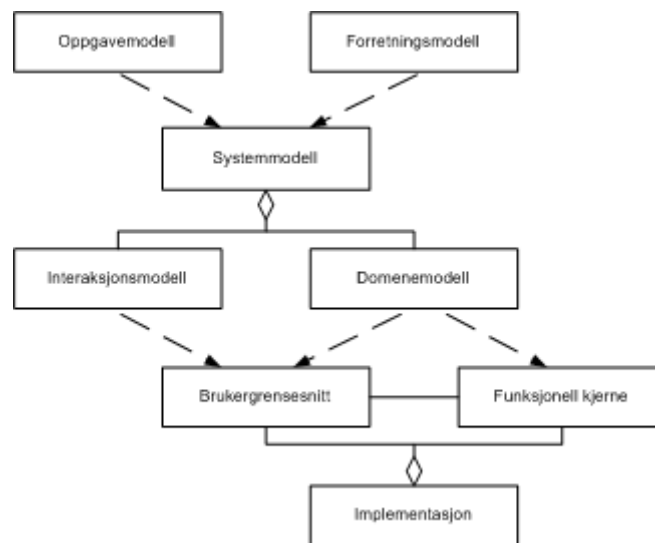 Oppgavemodell
Forretningsmodell
Systemmodell
Interaksjonsmodell
Domenemodell
Brukergrensesnitt
Funksjonell kjerne
Implementasjon